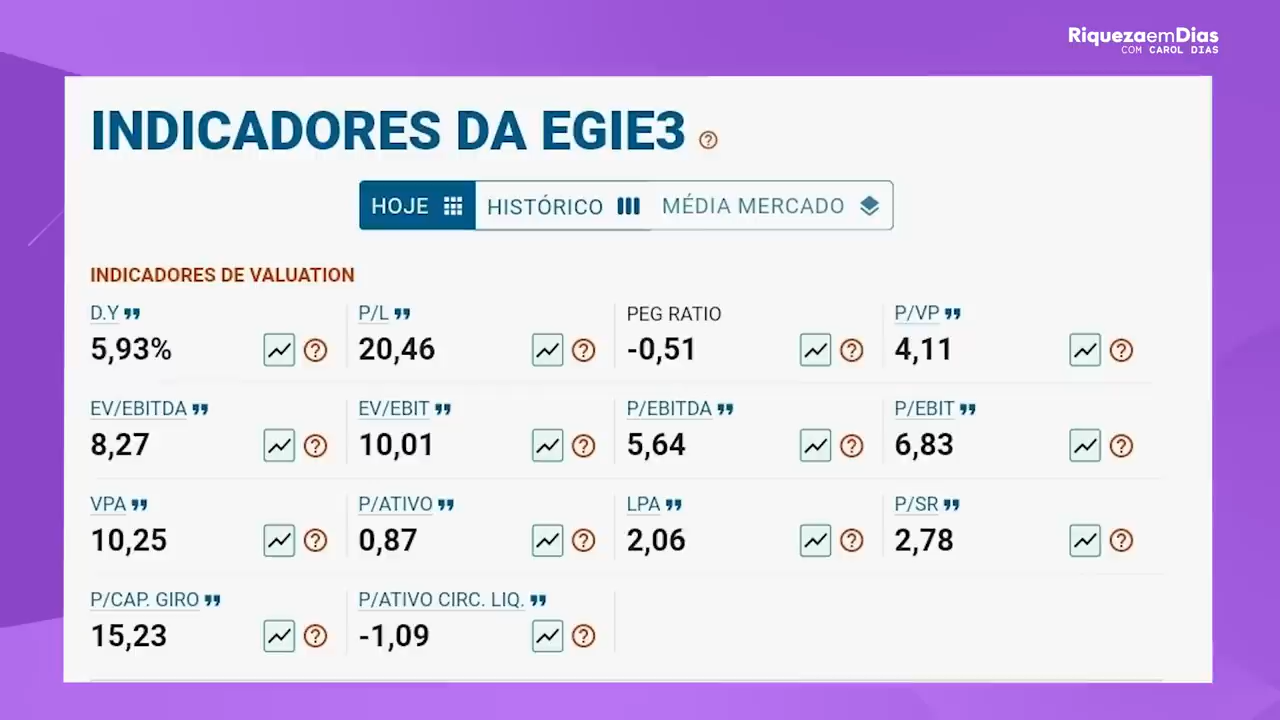 RiquezaemDias
COM CAROL DIAS
INDICADORES DA EGIE3
HOJE HISTÓRICO MÉDIA MERCADO
INDICADORES DE VALUATION
D.Y P/L PEG RATIO P/VP
5,93% 20,46 -0,51 4,11
EV/EBITDA EV/EBIT P/EBITDA P/EBIT
8,27 10,01 5,64 6,83
VPA P/ATIVO LPA P/SR
10,25 0,87 2,06 2,78
P/CAP. GIRO P/ATIVO CIRC. LIQ.
15,23 -1,09